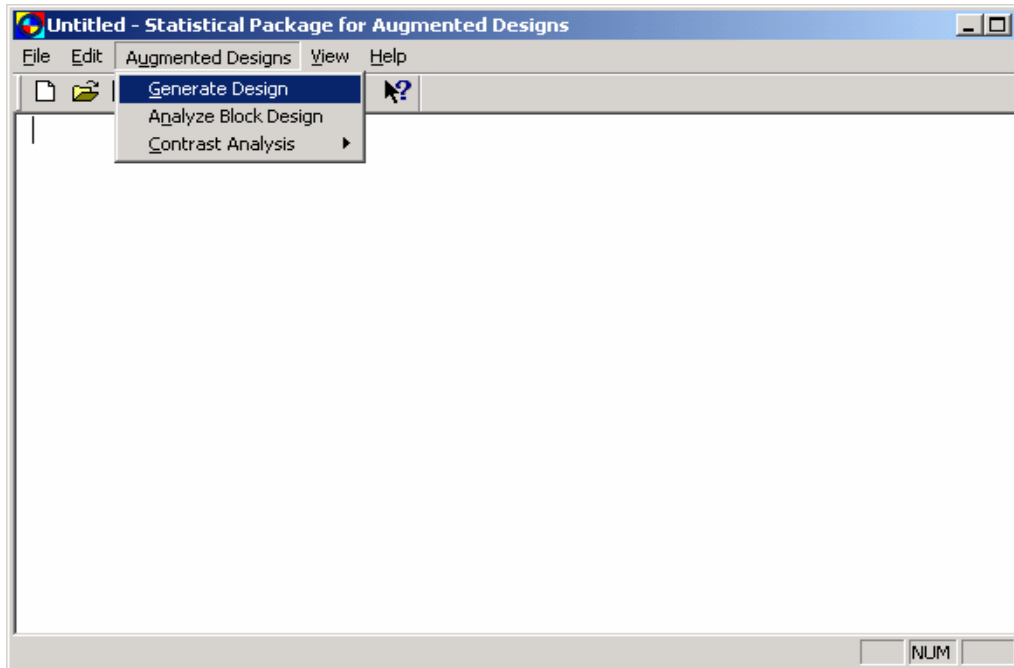 Untitled - Statistical Package for Augmented Designs
File Edit Augmented Designs View Help
Generate Design
Analyze Block Design
Contrast Analysis
NUM